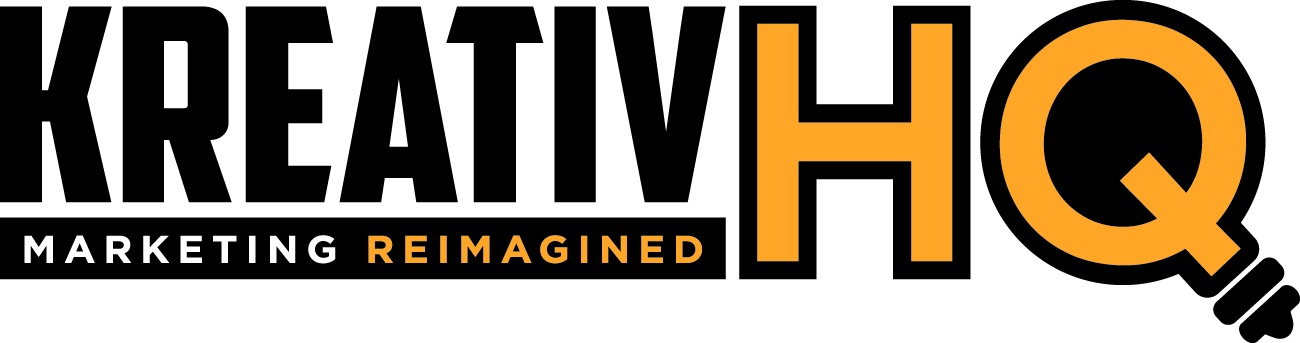 KREATIVHQ
MARKETING REIMAGINED